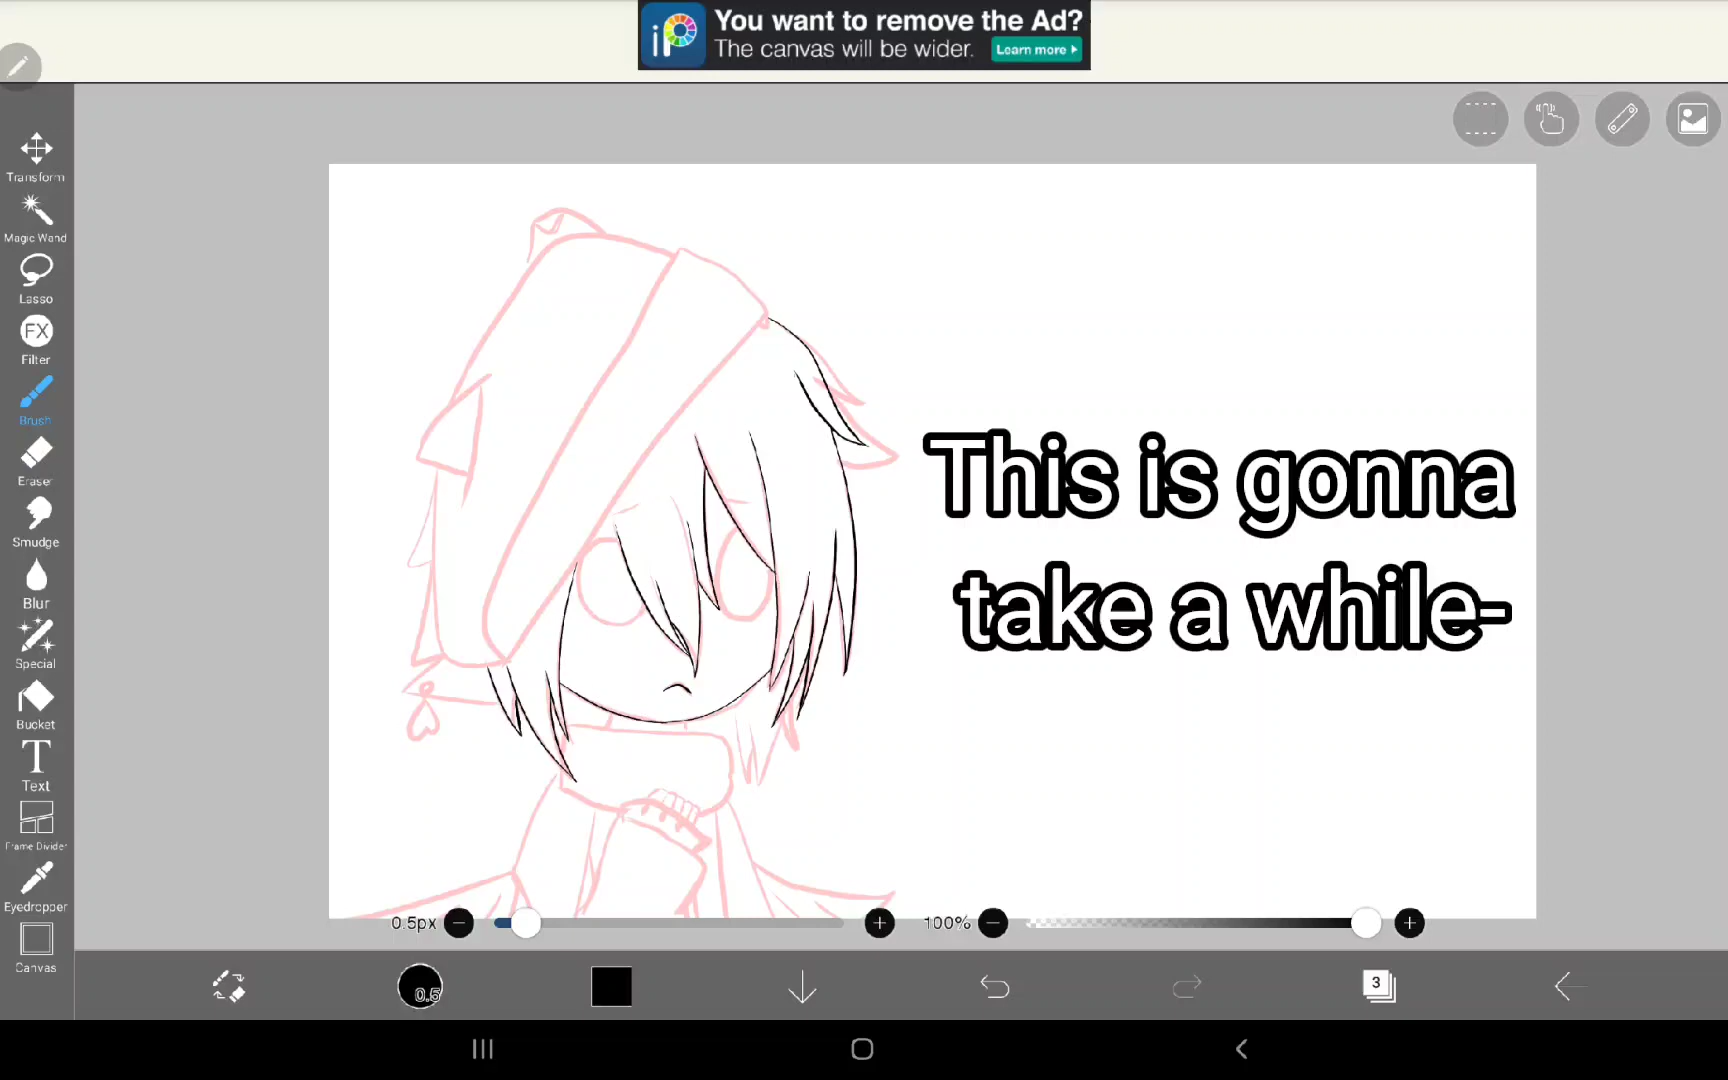 iP
You want to remove the Ad?
The canvas will be wider.
Learn more
Transform
Magic Wand
Lasso
FX
Filter
Brush
Eraser
Smudge
Blur
Special
Bucket
T
Text
Frame Divider
Eyedropper
Canvas
This is gonna
take a while-
0.5px
100%
0.5
3